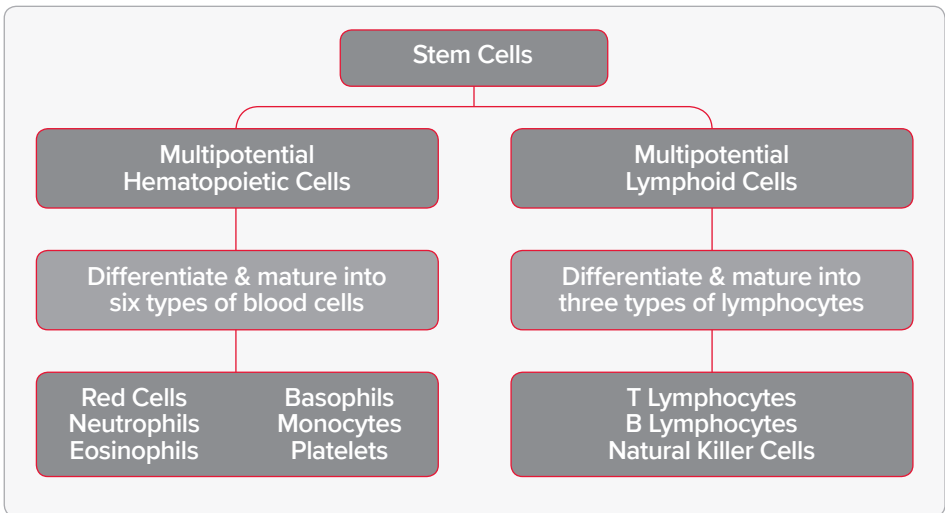 Stem Cells
Multipotential
Hematopoietic Cells
Multipotential
Lymphoid Cells
Differentiate & mature into
six types of blood cells
Differentiate & mature into
three types of lymphocytes
Red Cells
Neutrophils
Eosinophils
Basophils
Monocytes
Platelets
T Lymphocytes
B Lymphocytes
Natural Killer Cells